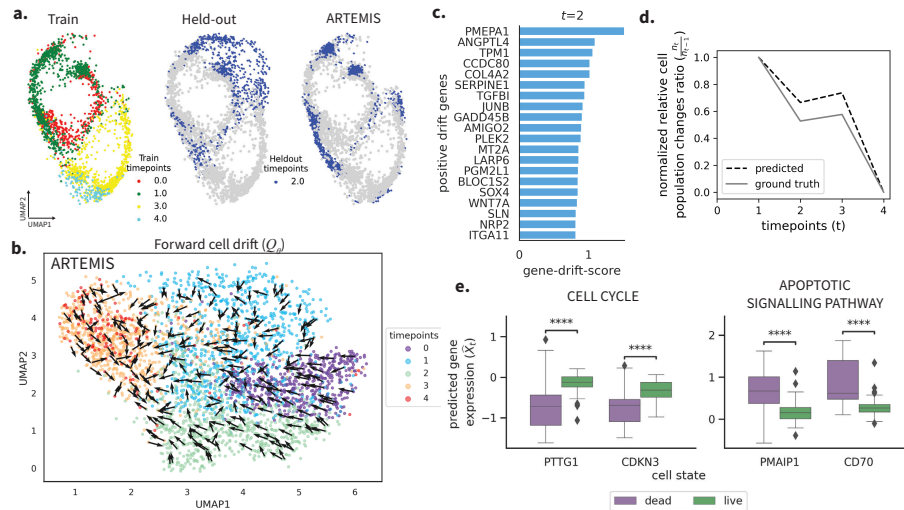 a.
Train
Held-out
ARTEMIS
Train
timepoints
0.0
1.0
3.0
4.0
Heldout
timepoints
2.0
UMAP2
UMAP1
b.
Forward cell drift (Q_θ)
ARTEMIS
UMAP2
5
4
3
2
1
0
1
2
3
4
5
6
UMAP1
timepoints
0
1
2
3
4
c.
t=2
positive drift genes
PMEPA1
ANGPTL4
TPM1
CCDC80
COL4A2
SERPINE1
TGFBI
JUNB
GADD45B
AMIGO2
PLEK2
MT2A
LARP6
PGM2L1
BLOC1S2
SOX4
WNT7A
SLN
NRP2
ITGA11
0
1
gene-drift-score
d.
normalized relative cell
population changes ratio (n_t/n_{t-1})
1.0
0.8
0.6
0.4
0.2
0.0
predicted
ground truth
0
1
2
3
4
timepoints (t)
e.
CELL CYCLE
APOPTOTIC
SIGNALLING PATHWAY
predicted gene
expression (X̂_t)
1
0
−1
****
****
PTTG1
CDKN3
2
1
0
****
****
PMAIP1
CD70
cell state
dead
live